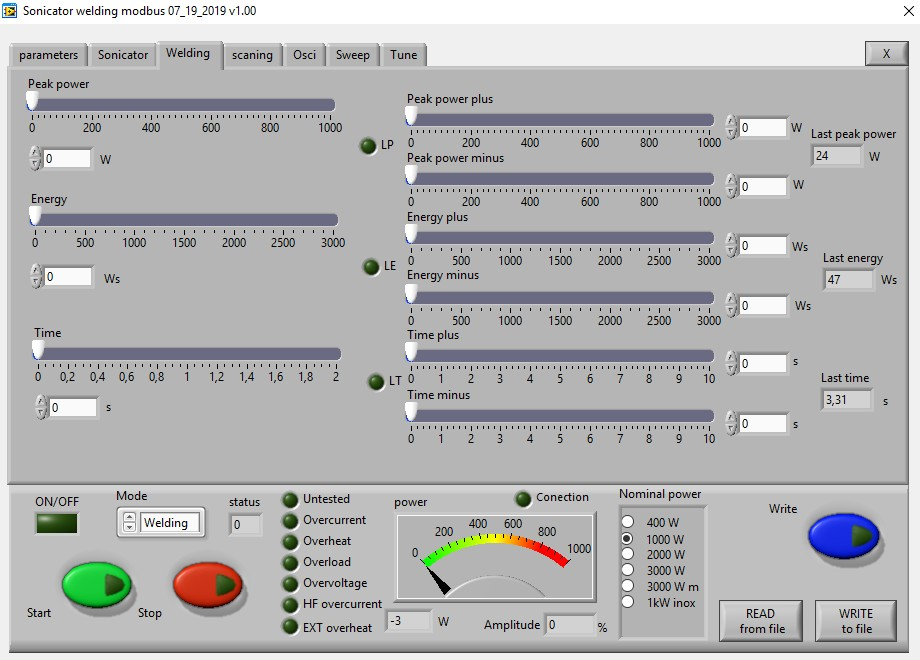 Sonicator welding modbus 07_19_2019 v1.00
parameters Sonicator Welding scaning Osci Sweep Tune X
Peak power
0 200 400 600 800 1000
0 W
Energy
0 500 1000 1500 2000 2500 3000
0 Ws
Time
0 0,2 0,4 0,6 0,8 1 1,2 1,4 1,6 1,8 2
0 s
LP
LE
LT
Peak power plus
0 200 400 600 800 1000
0 W
Peak power minus
0 200 400 600 800 1000
0 W
Energy plus
0 500 1000 1500 2000 2500 3000
0 Ws
Energy minus
0 500 1000 1500 2000 2500 3000
0 Ws
Time plus
0 1 2 3 4 5 6 7 8 9 10
0 s
Time minus
0 1 2 3 4 5 6 7 8 9 10
0 s
Last peak power
24 W
Last energy
47 Ws
Last time
3,31 s
ON/OFF
Mode
Welding
status
0
Start
Stop
Untested
Overcurrent
Overheat
Overload
Overvoltage
HF overcurrent
EXT overheat
power
Conection
0 200 400 600 800 1000
-3 W
Amplitude 0 %
Nominal power
400 W
1000 W
2000 W
3000 W
3000 W m
1kW inox
Write
READ
from file
WRITE
to file